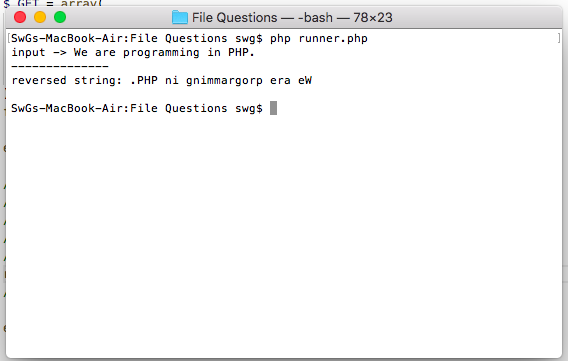 $ GET = array(
File Questions — -bash — 78×23
[SwGs-MacBook-Air:File Questions swg$ php runner.php ]
input -> We are programming in PHP.
--------------
reversed string: .PHP ni gnimmargorp era eW
SwGs-MacBook-Air:File Questions swg$